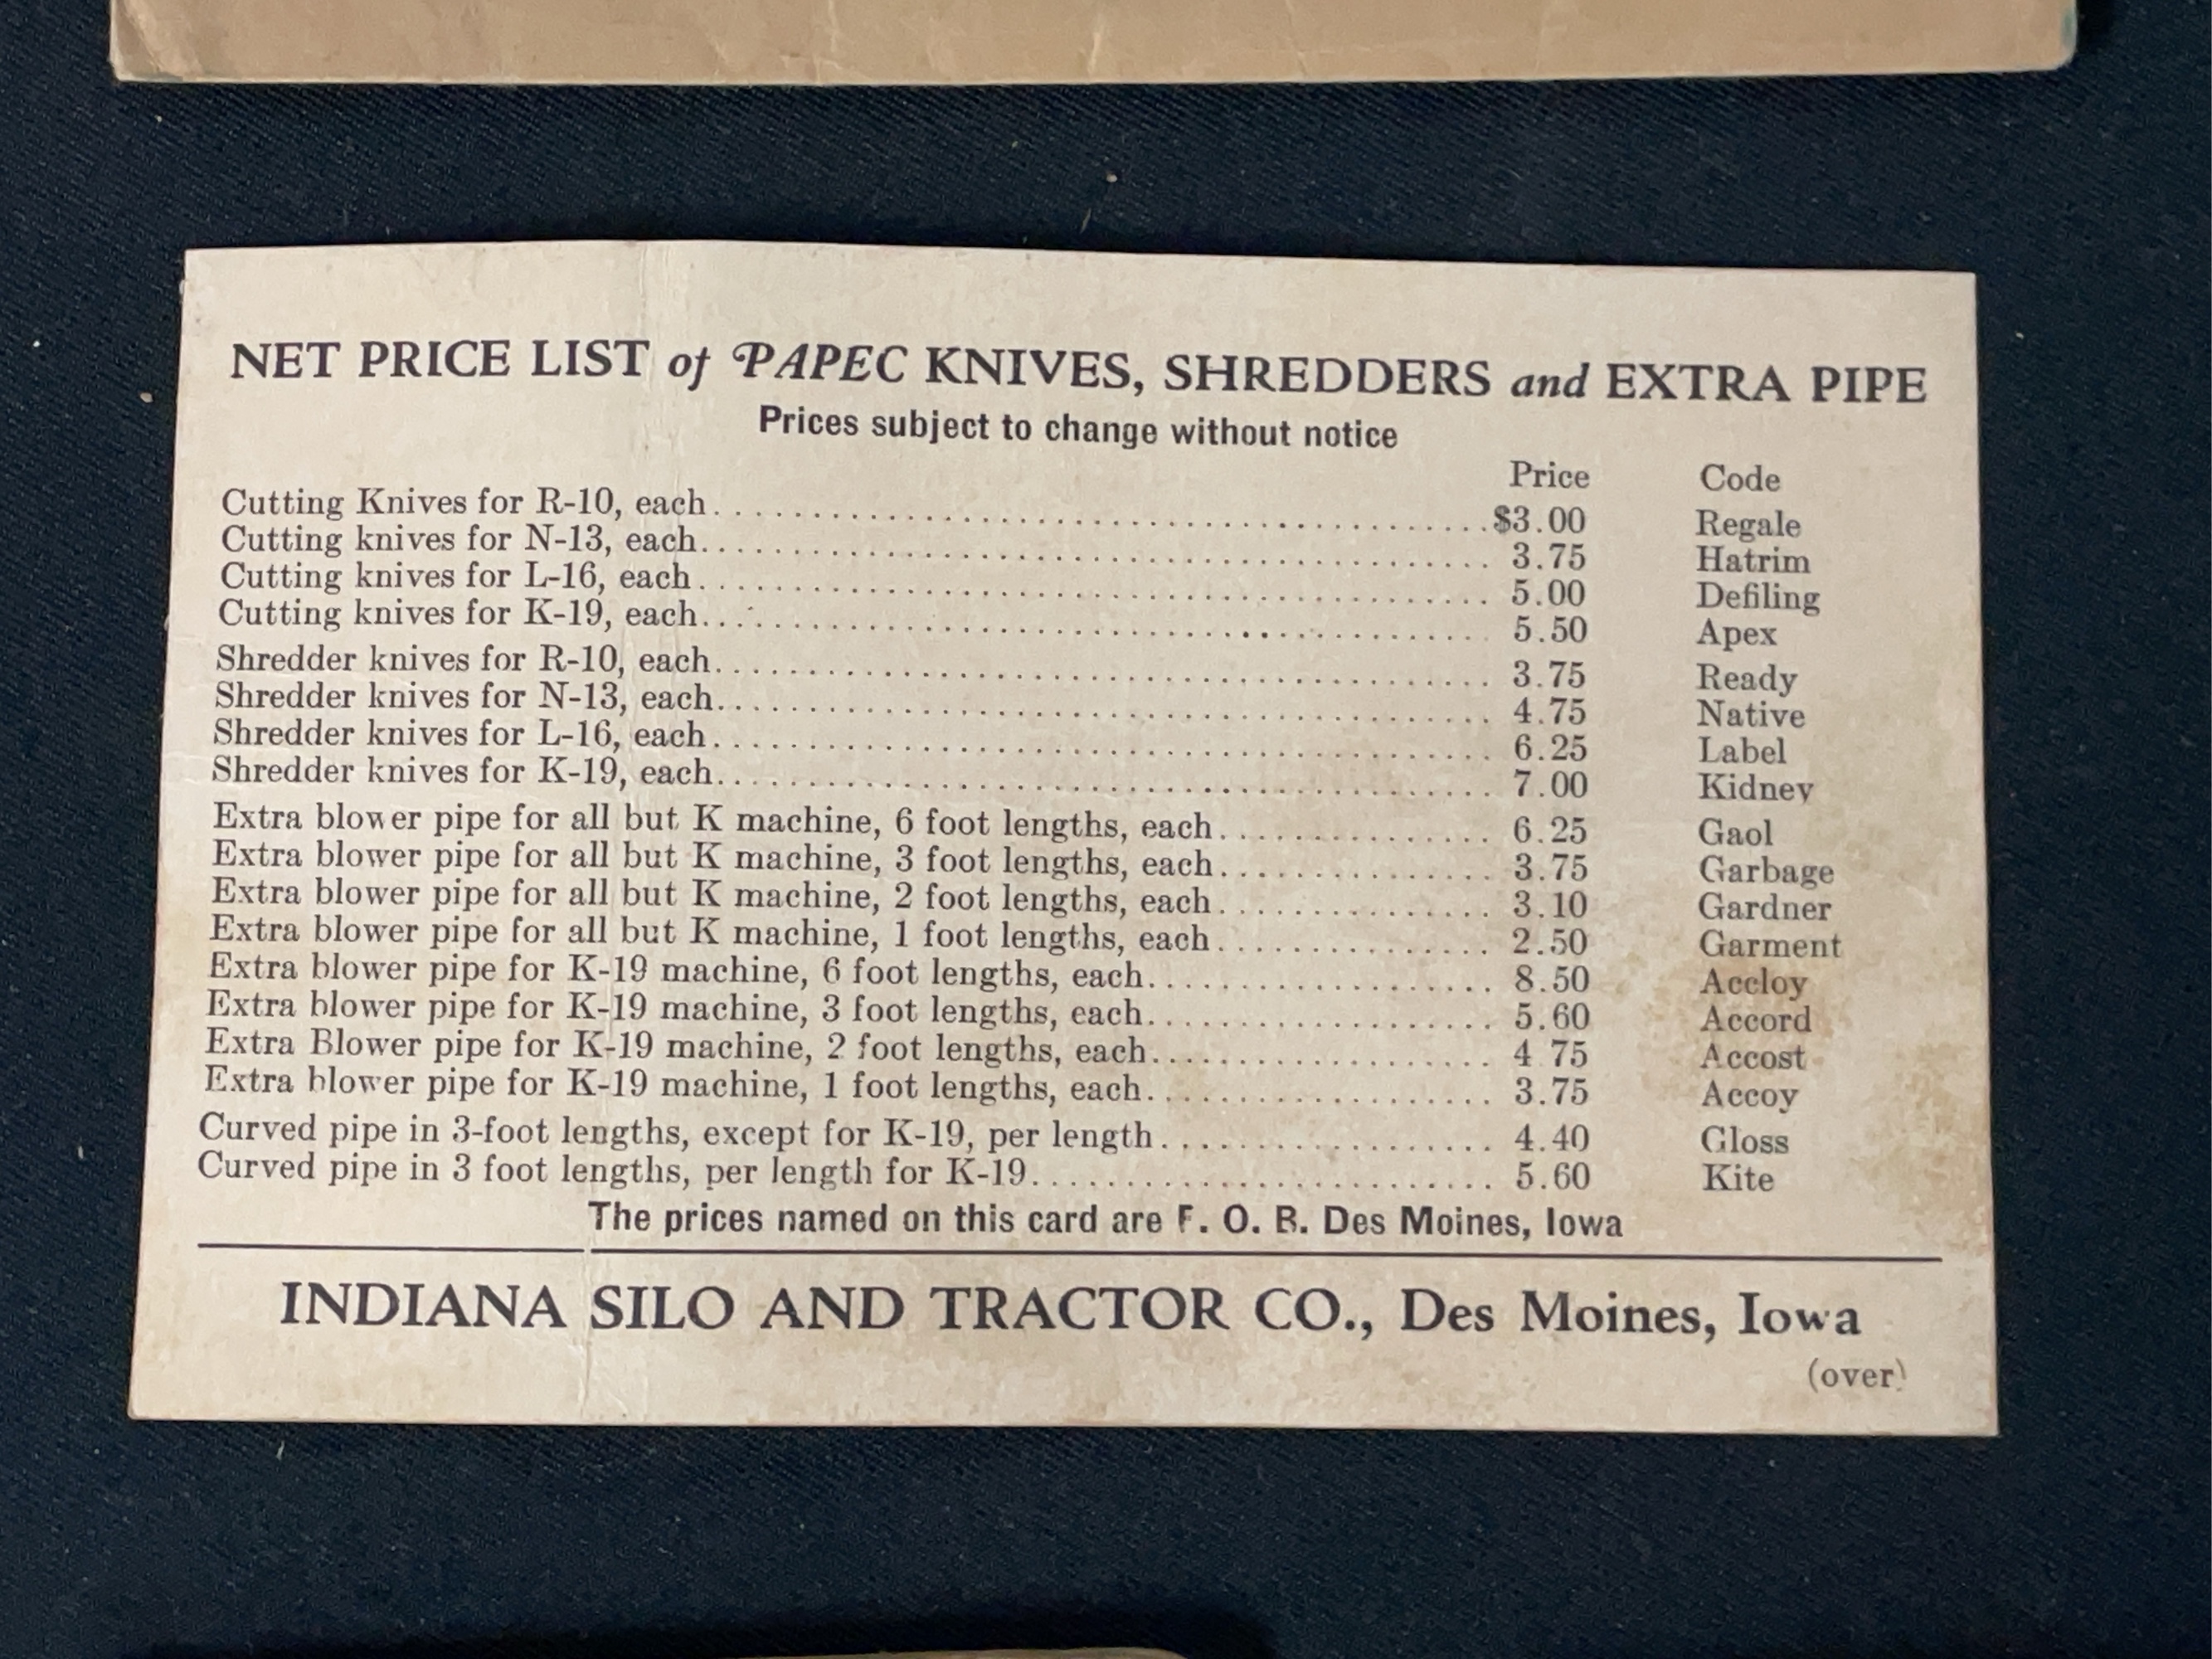 NET PRICE LIST of PAPEC KNIVES, SHREDDERS and EXTRA PIPE
Prices subject to change without notice
Price Code
Cutting Knives for R-10, each. . . . . . . . . . $3.00 Regale
Cutting knives for N-13, each. . . . . . . . . . 3.75 Hatrim
Cutting knives for L-16, each. . . . . . . . . . 5.00 Defiling
Cutting knives for K-19, each. . . . . . . . . . 5.50 Apex
Shredder knives for R-10, each. . . . . . . . . . 3.75 Ready
Shredder knives for N-13, each. . . . . . . . . . 4.75 Native
Shredder knives for L-16, each. . . . . . . . . . 6.25 Label
Shredder knives for K-19, each. . . . . . . . . . 7.00 Kidney
Extra blower pipe for all but K machine, 6 foot lengths, each. . . . . . . . . . 6.25 Gaol
Extra blower pipe for all but K machine, 3 foot lengths, each. . . . . . . . . . 3.75 Garbage
Extra blower pipe for all but K machine, 2 foot lengths, each. . . . . . . . . . 3.10 Gardner
Extra blower pipe for all but K machine, 1 foot lengths, each. . . . . . . . . . 2.50 Garment
Extra blower pipe for K-19 machine, 6 foot lengths, each. . . . . . . . . . 8.50 Accloy
Extra blower pipe for K-19 machine, 3 foot lengths, each. . . . . . . . . . 5.60 Accord
Extra Blower pipe for K-19 machine, 2 foot lengths, each. . . . . . . . . . 4 75 Accost
Extra blower pipe for K-19 machine, 1 foot lengths, each. . . . . . . . . . 3.75 Accoy
Curved pipe in 3-foot lengths, except for K-19, per length. . . . . . . . . . 4.40 Gloss
Curved pipe in 3 foot lengths, per length for K-19. . . . . . . . . . 5.60 Kite
The prices named on this card are F. O. B. Des Moines, Iowa
INDIANA SILO AND TRACTOR CO., Des Moines, Iowa
(over)